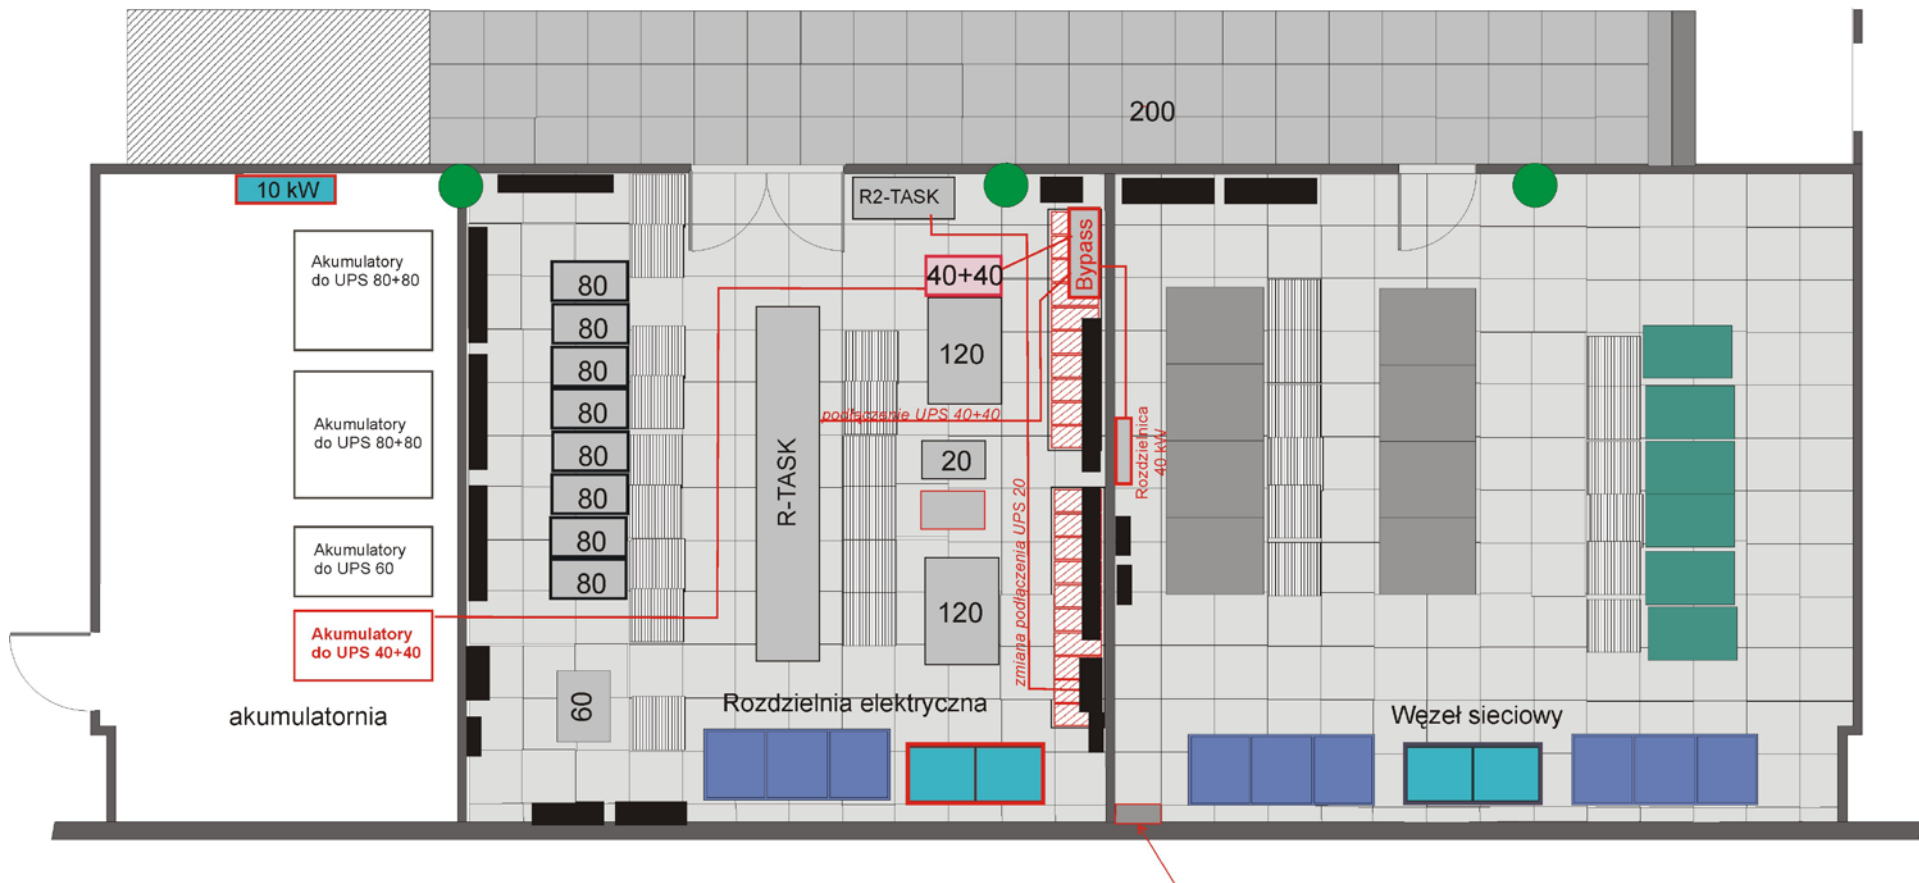 200
10 kW
R2-TASK
Akumulatory
do UPS 80+80
40+40
Bypass
80
80
80
80
80
80
80
80
120
Akumulatory
do UPS 80+80
podłączenie UPS 40+40
R-TASK
20
Rozdzielnica
40 kW
zmiana podłączenia UPS 20
Akumulatory
do UPS 60
120
Akumulatory
do UPS 40+40
60
Rozdzielnia elektryczna
akumulatornia
Węzeł sieciowy